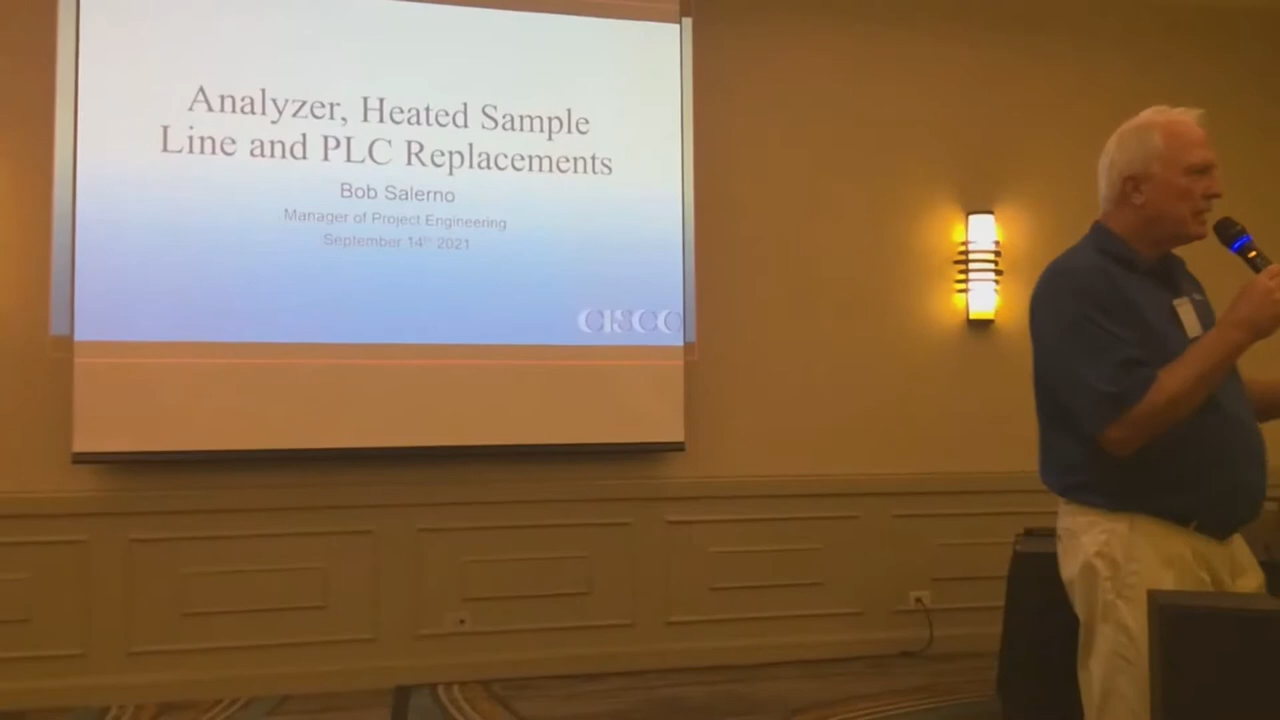 Analyzer, Heated Sample
Line and PLC Replacements
Bob Salerno
Manager of Project Engineering
September 14th 2021
CISCO